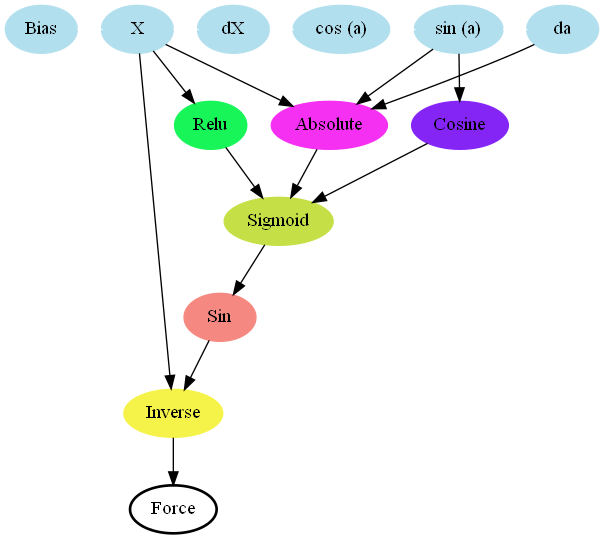 Bias X dX cos (a) sin (a) da
Relu Absolute Cosine
Sigmoid
Sin
Inverse
Force